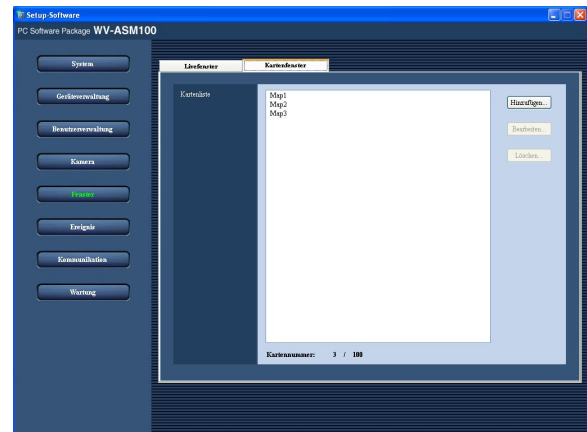 Setup-Software
PC Software Package WV-ASM100
System
Geräteverwaltung
Benutzerverwaltung
Kamera
Fenster
Ereignis
Kommunikation
Wartung
Livefenster
Kartenfenster
Kartenliste
Map1
Map2
Map3
Hinzufügen...
Bearbeiten...
Löschen...
Kartennummer: 3 / 100